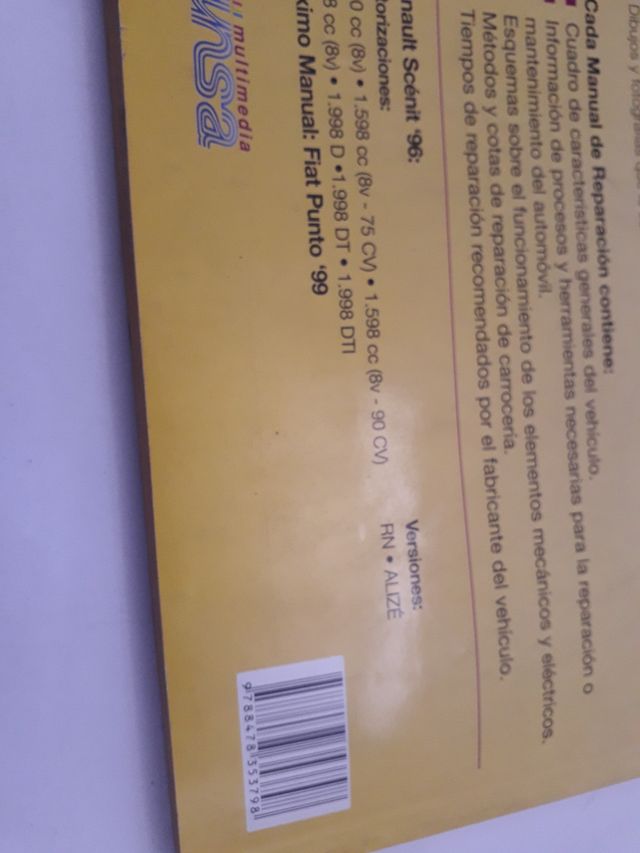 Dibujos y fotografías
Cada Manual de Reparación contiene:
Cuadro de características generales del vehículo.
Información de procesos y herramientas necesarias para la reparación o
mantenimiento del automóvil.
Esquemas sobre el funcionamiento de los elementos mecánicos y eléctricos.
Métodos y cotas de reparación de carrocería.
Tiempos de reparación recomendados por el fabricante del vehículo.
nault Scénit '96:
torizaciones:
0 cc (8v) • 1.598 cc (8v - 75 CV) • 1.598 cc (8v - 90 CV)
8 cc (8v) • 1.998 D •1.998 DT • 1.998 DTI
ximo Manual: Fiat Punto '99
Versiones:
RN • ALIZÉ
multimedia
nsa
9788478353798